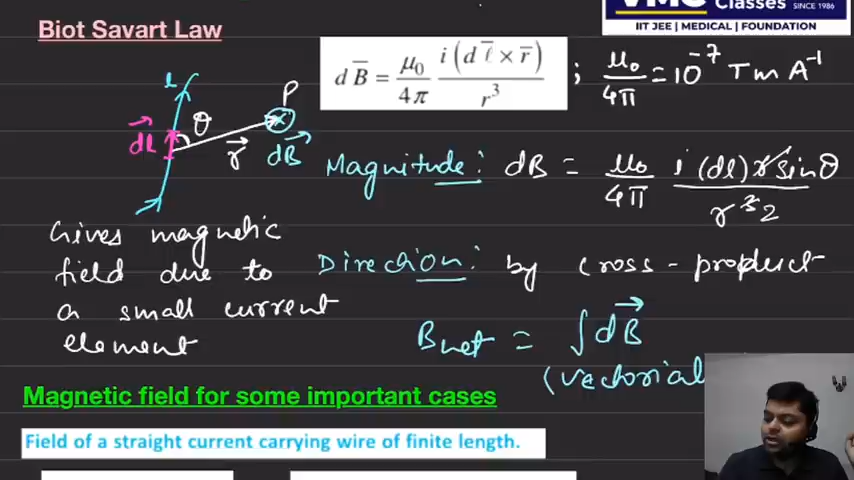 Classes
SINCE 1986
IIT JEE | MEDICAL | FOUNDATION
Biot Savart Law
d B̅ = μ₀/4π i ( d l̅ × r̅ ) / r³ ; μ₀/4π = 10⁻⁷ T m A⁻¹
i P
θ
dl⃗ r⃗ dB⃗
Magnitude: dB = μ₀/4π i (dl) r sinθ / r³ 2
Gives magnetic
field due to
a small current
element
Direction: by cross-product
Bnet = ∫ dB⃗
(vectorial
Magnetic field for some important cases
Field of a straight current carrying wire of finite length.